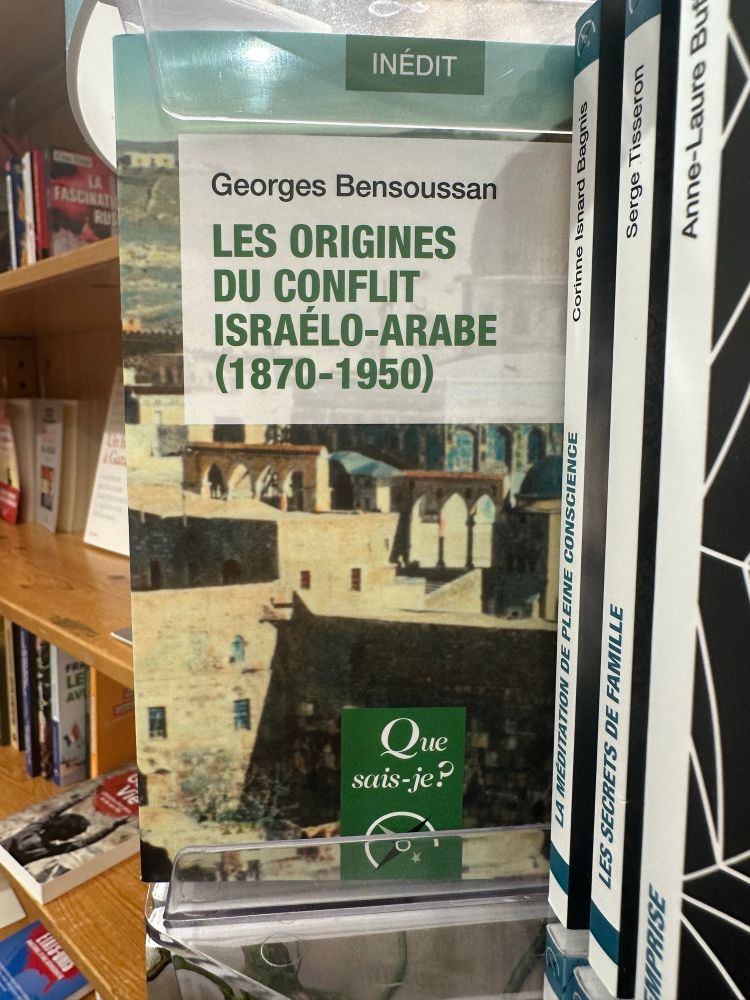 INÉDIT
Georges Bensoussan
LES ORIGINES
DU CONFLIT
ISRAÉLO-ARABE
(1870-1950)
Que
sais-je?
Corinne Isnard Bagnis
LA MÉDITATION DE PLEINE CONSCIENCE
Serge Tisseron
LES SECRETS DE FAMILLE
Anne-Laure
LA